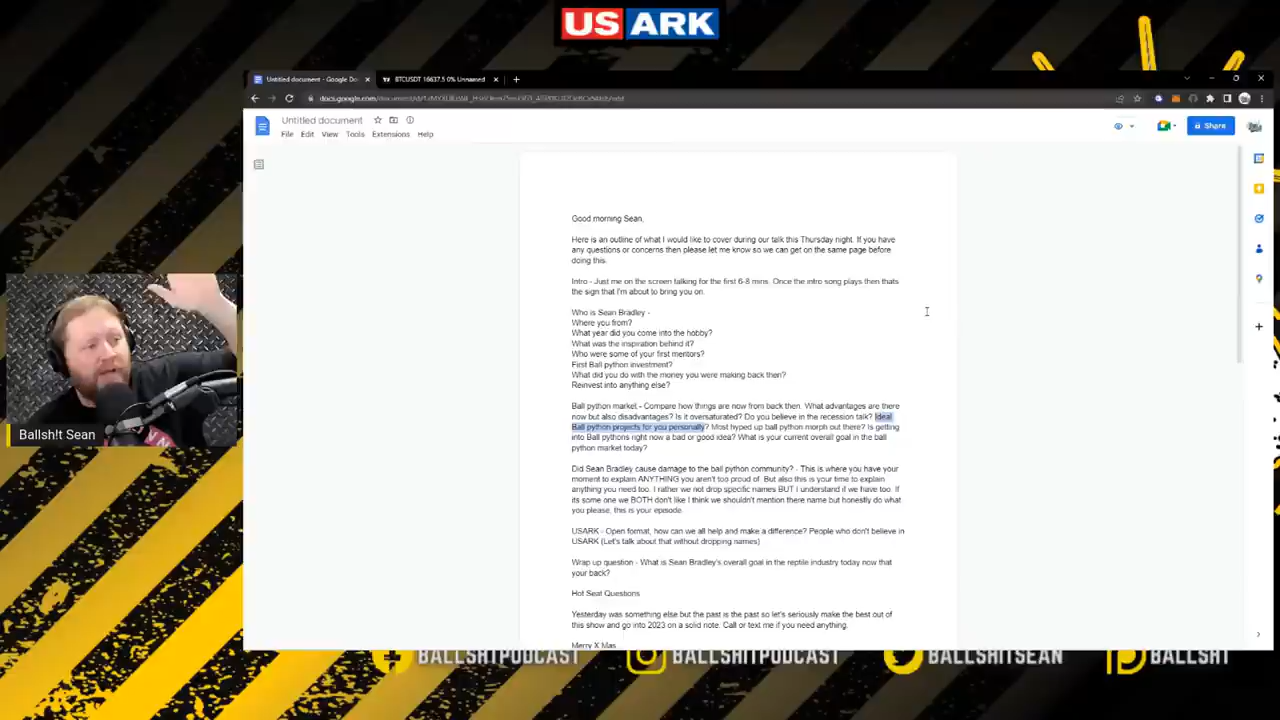 US ARK
Untitled document - Google Do
BTCUSDT 16637.5 0% Unnamed
Untitled document
File Edit View Tools Extensions Help
Share
Good morning Sean,
Here is an outline of what I would like to cover during our talk this Thursday night. If you have
any questions or concerns then please let me know so we can get on the same page before
doing this.
Intro - Just me on the screen talking for the first 6-8 mins. Once the intro song plays then thats
the sign that I'm about to bring you on.
Who is Sean Bradley -
Where you from?
What year did you come into the hobby?
What was the inspiration behind it?
Who were some of your first mentors?
First Ball python investment?
What did you do with the money you were making back then?
Reinvest into anything else?
Ball python market - Compare how things are now from back then. What advantages are there
now but also disadvantages? Is it oversaturated? Do you believe in the recession talk? Ideal
Ball python projects for you personally? Most hyped up ball python morph out there? Is getting
into Ball pythons right now a bad or good idea? What is your current overall goal in the ball
python market today?
Did Sean Bradley cause damage to the ball python community? - This is where you have your
moment to explain ANYTHING you aren't too proud of. But also this is your time to explain
anything you need too. I rather we not drop specific names BUT I understand if we have too. If
its some one we BOTH don't like I think we shouldn't mention there name but honestly do what
you please, this is your episode.
USARK - Open format, how can we all help and make a difference? People who don't believe in
USARK (Let's talk about that without dropping names)
Wrap up question - What is Sean Bradley's overall goal in the reptile industry today now that
your back?
Hot Seat Questions
Yesterday was something else but the past is the past so let's seriously make the best out of
this show and go into 2023 on a solid note. Call or text me if you need anything.
Merry X Mas
Ballsh!t Sean
BALLSHITPODCAST BALLSHITPODCAST BALLSHITSEAN BALLSHIT